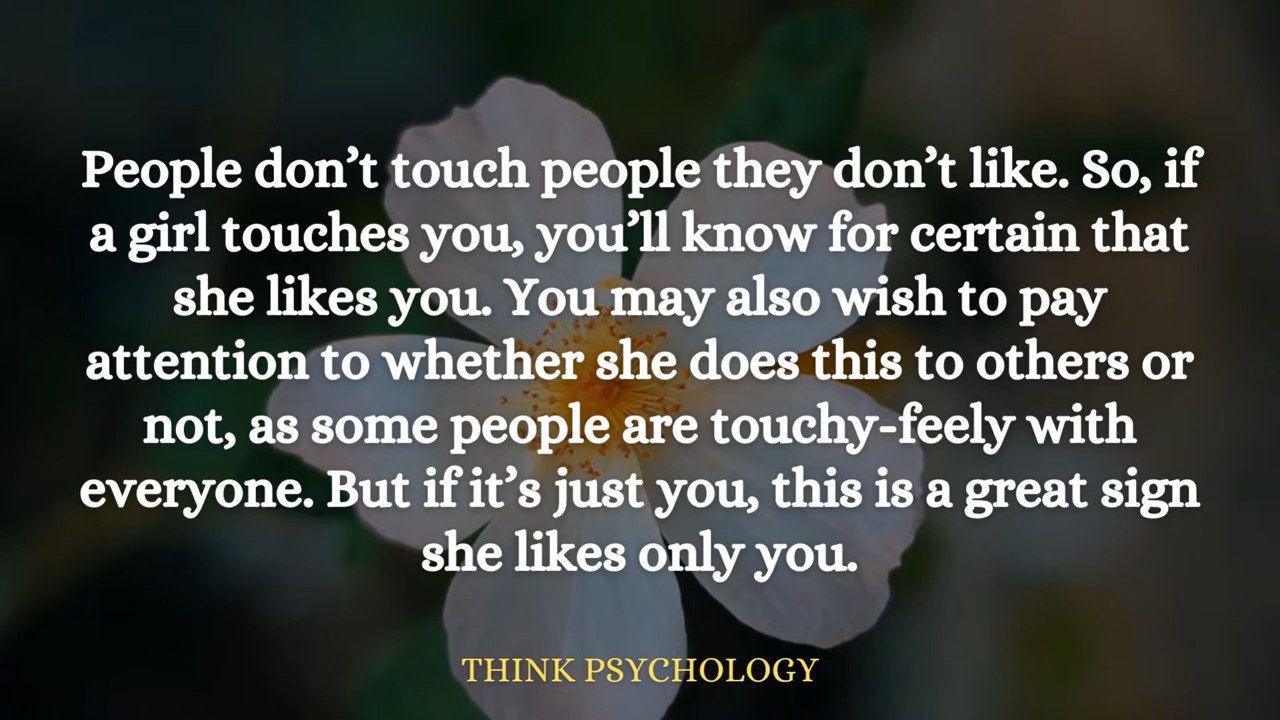 People don’t touch people they don’t like. So, if
a girl touches you, you’ll know for certain that
she likes you. You may also wish to pay
attention to whether she does this to others or
not, as some people are touchy-feely with
everyone. But if it’s just you, this is a great sign
she likes only you.
THINK PSYCHOLOGY